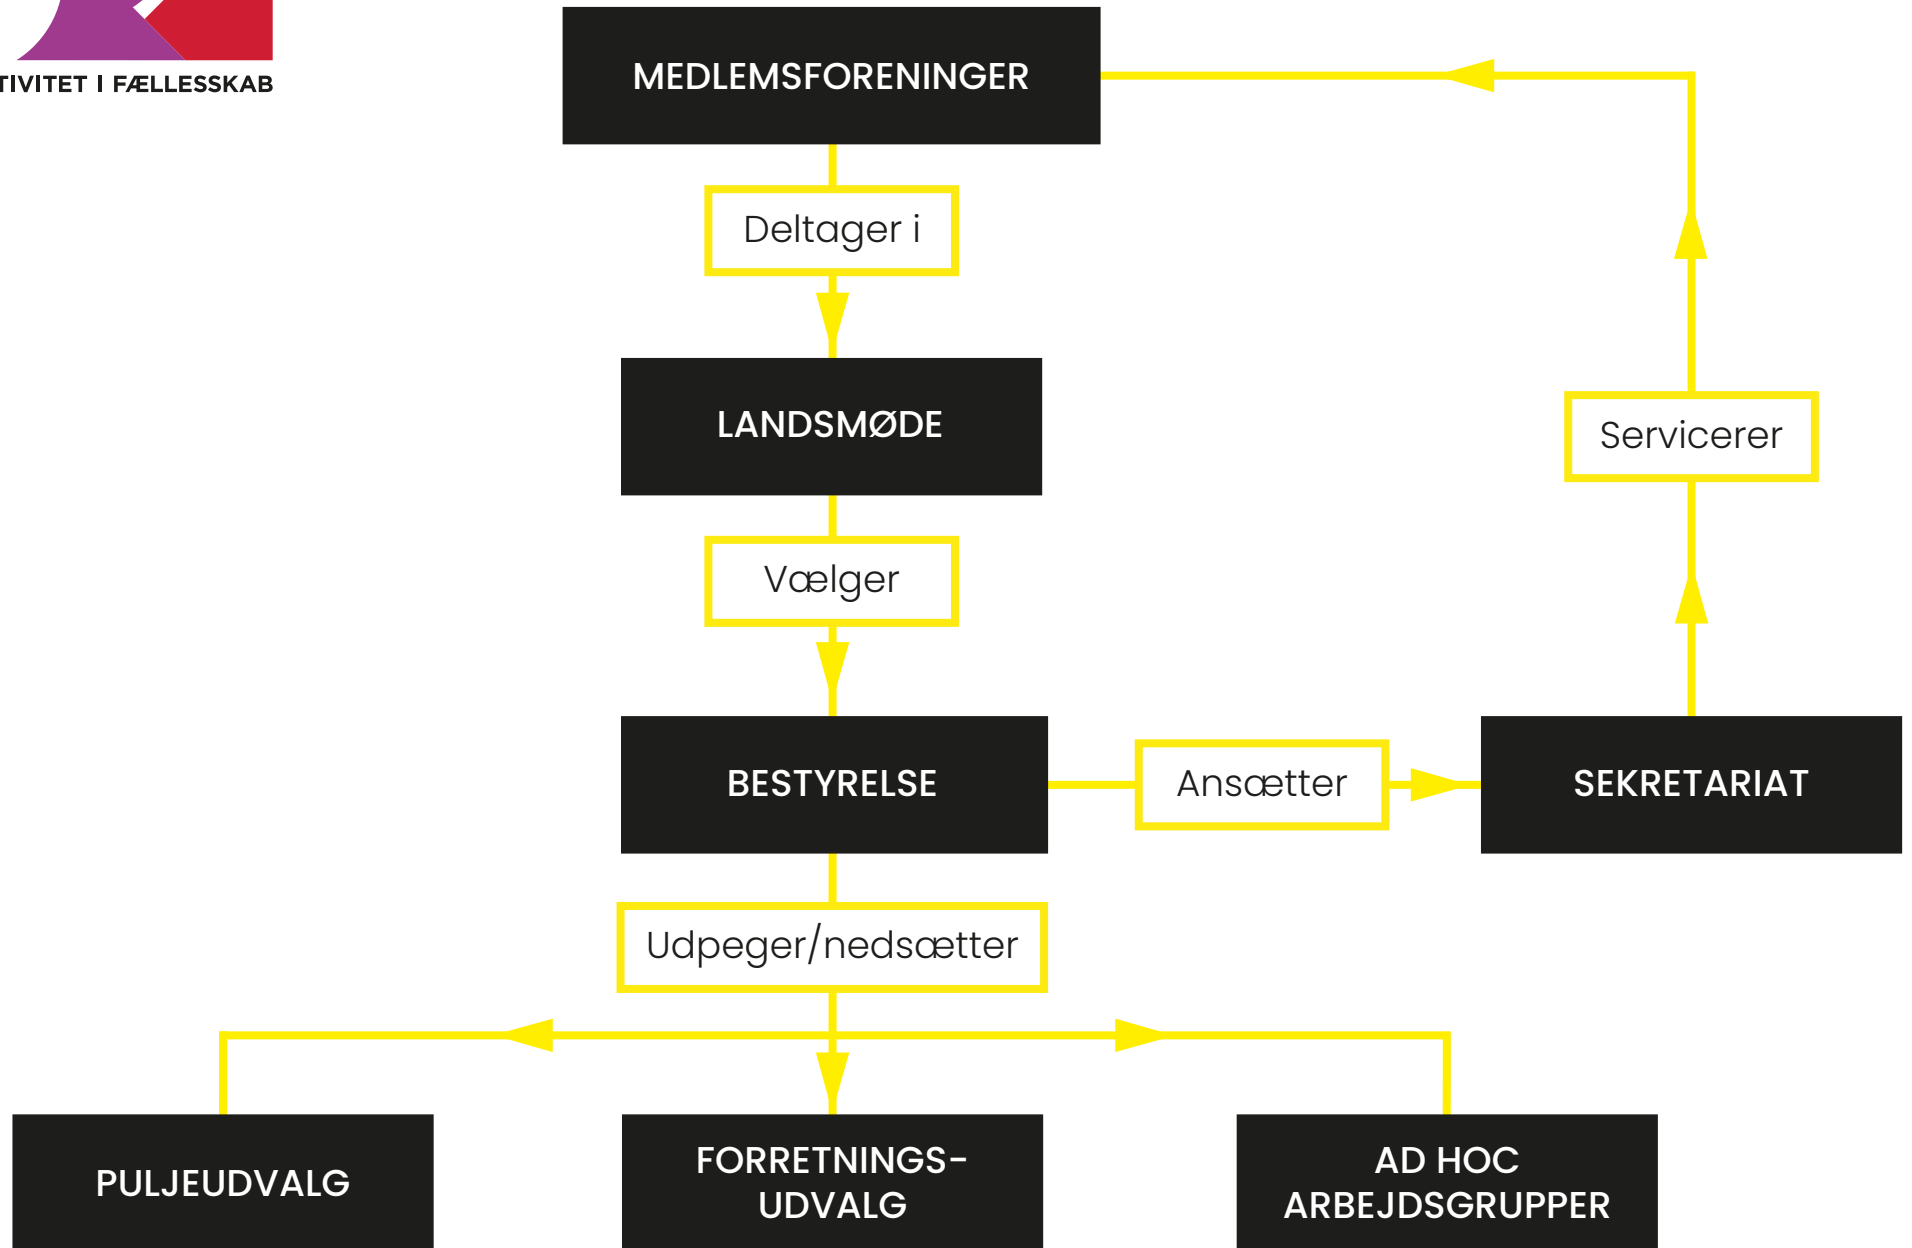 TIVITET I FÆLLESSKAB
MEDLEMSFORENINGER
Deltager i
LANDSMØDE
Servicerer
Vælger
BESTYRELSE
Ansætter
SEKRETARIAT
Udpeger/nedsætter
PULJEUDVALG
FORRETNINGS-
UDVALG
AD HOC
ARBEJDSGRUPPER